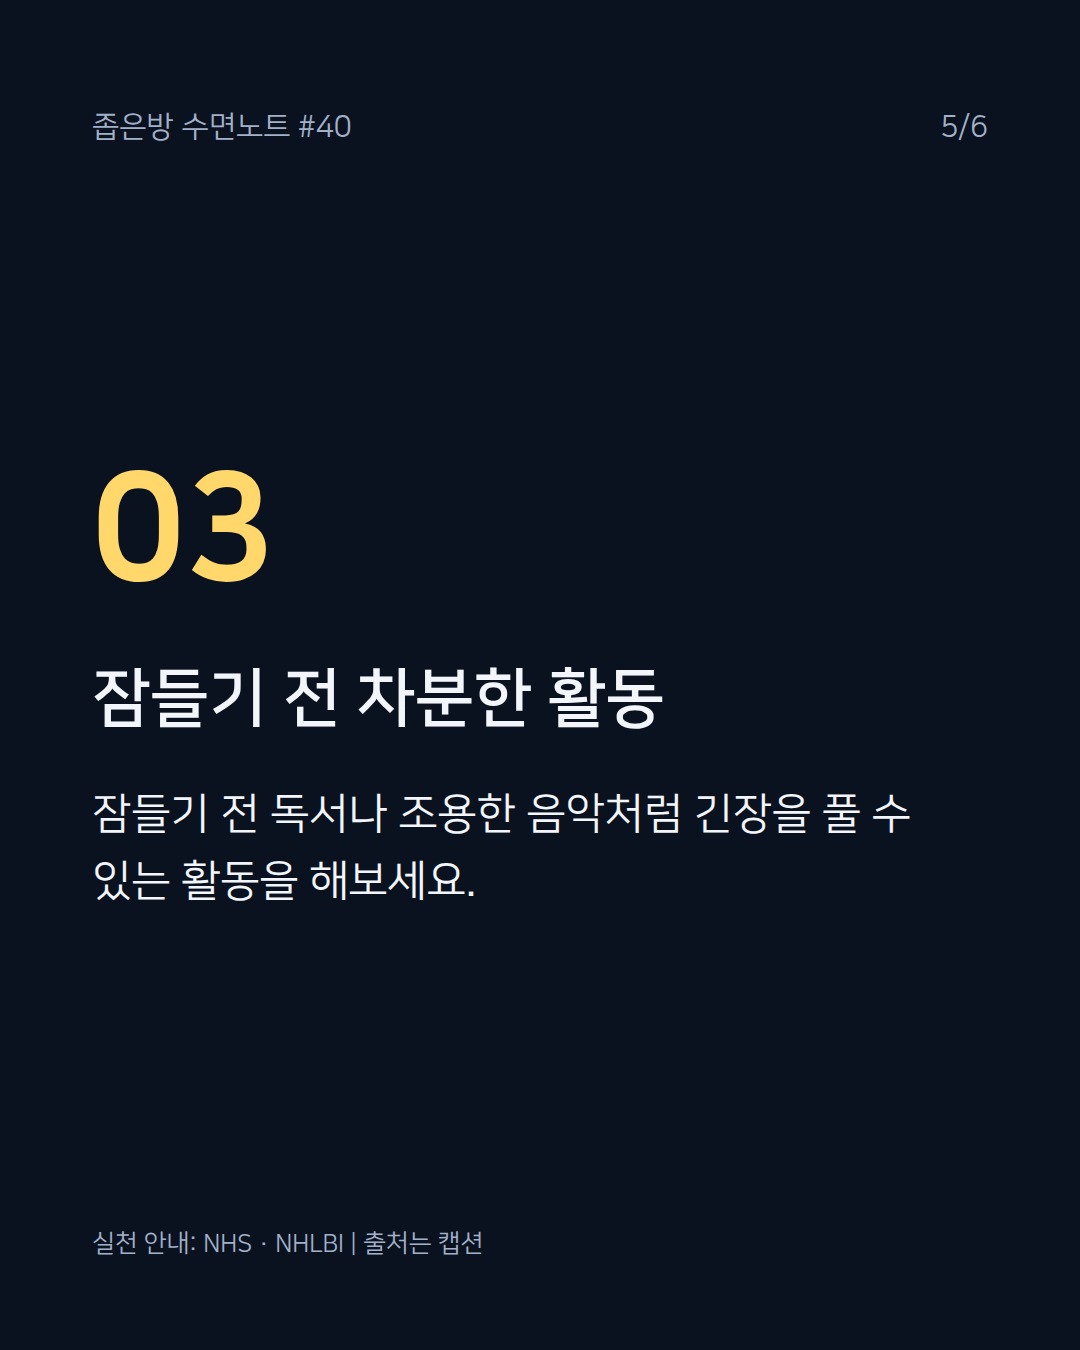 좁은방 수면노트 #40
5/6
03
잠들기 전 차분한 활동
잠들기 전 독서나 조용한 음악처럼 긴장을 풀 수
있는 활동을 해보세요.
실천 안내: NHS · NHLBI | 출처는 캡션